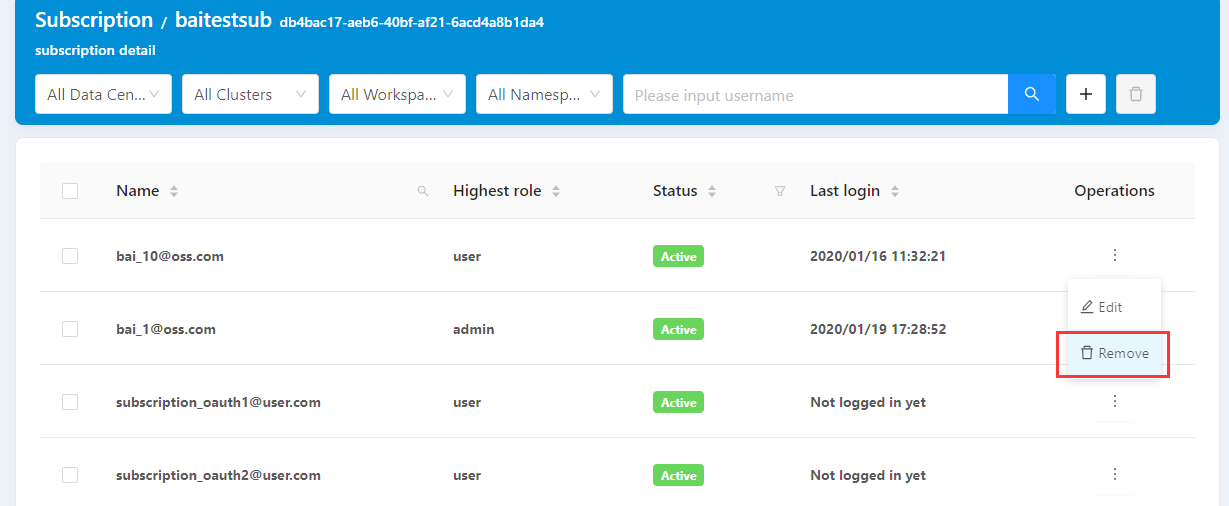 Subscription / baitestsub db4bac17-aeb6-40bf-af21-6acd4a8b1da4
subscription detail
All Data Cen... All Clusters All Workspa... All Namesp... Please input username
Name Highest role Status Last login Operations
bai_10@oss.com user Active 2020/01/16 11:32:21
Edit
bai_1@oss.com admin Active 2020/01/19 17:28:52
Remove
subscription_oauth1@user.com user Active Not logged in yet
subscription_oauth2@user.com user Active Not logged in yet